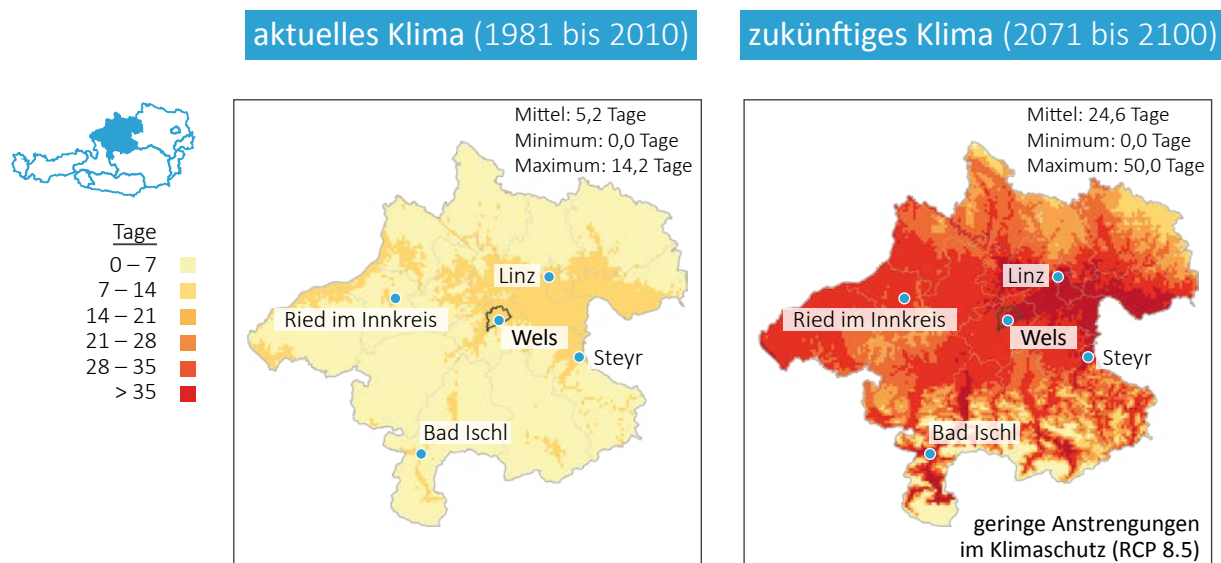 aktuelles Klima (1981 bis 2010)
zukünftiges Klima (2071 bis 2100)
Tage
0 – 7
7 – 14
14 – 21
21 – 28
28 – 35
> 35
Mittel: 5,2 Tage
Minimum: 0,0 Tage
Maximum: 14,2 Tage
Linz
Ried im Innkreis
Wels
Steyr
Bad Ischl
Mittel: 24,6 Tage
Minimum: 0,0 Tage
Maximum: 50,0 Tage
Linz
Ried im Innkreis
Wels
Steyr
Bad Ischl
geringe Anstrengungen
im Klimaschutz (RCP 8.5)